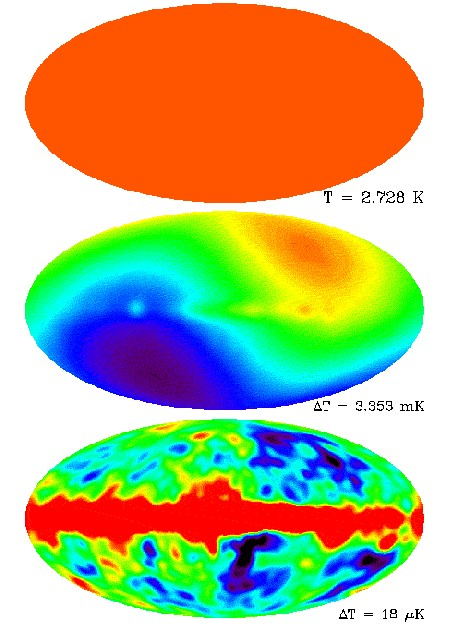 T = 2.728 K
ΔT = 3.353 mK
ΔT = 18 μK